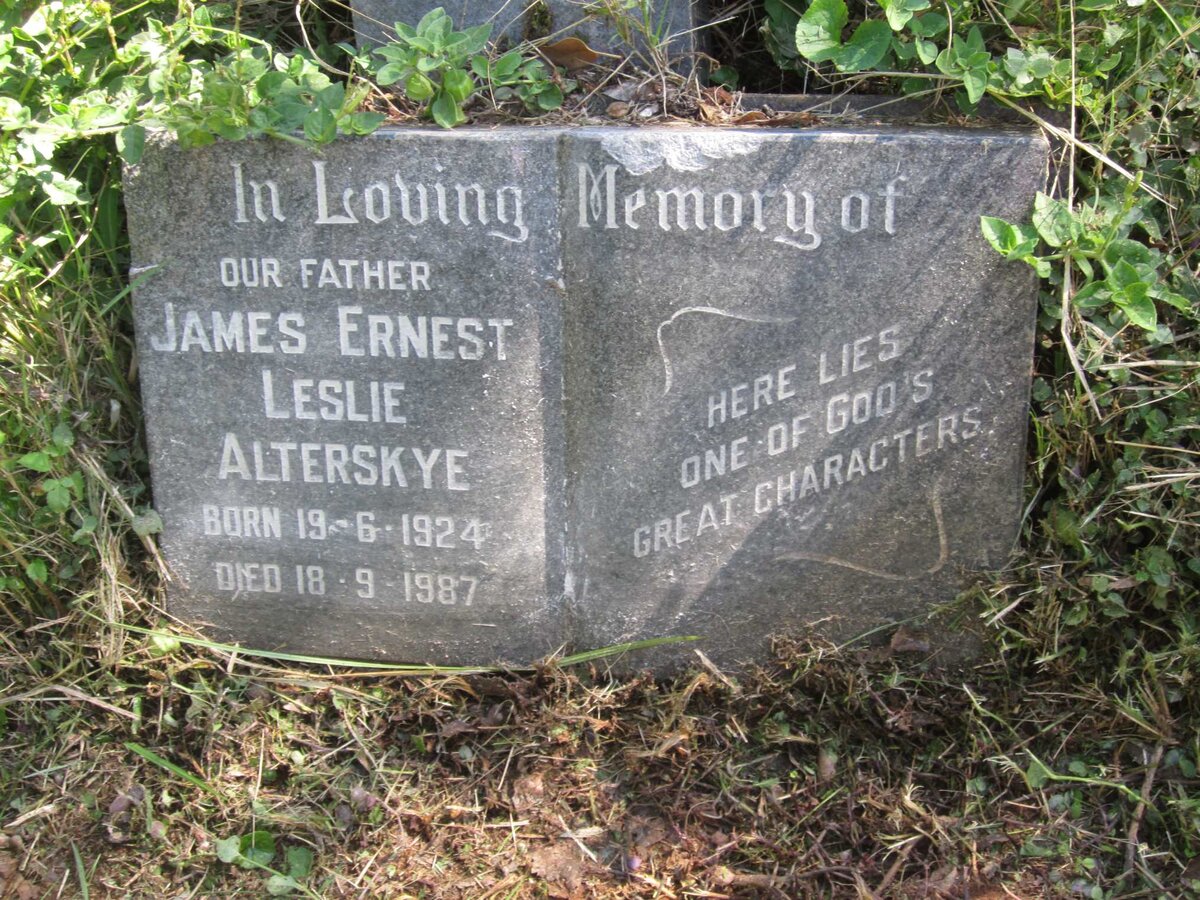 In Loving Memory of
OUR FATHER
JAMES ERNEST
LESLIE
ALTERSKYE
BORN 19-6-1924
DIED 18-9-1987
HERE LIES
ONE OF GOD'S
GREAT CHARACTERS.